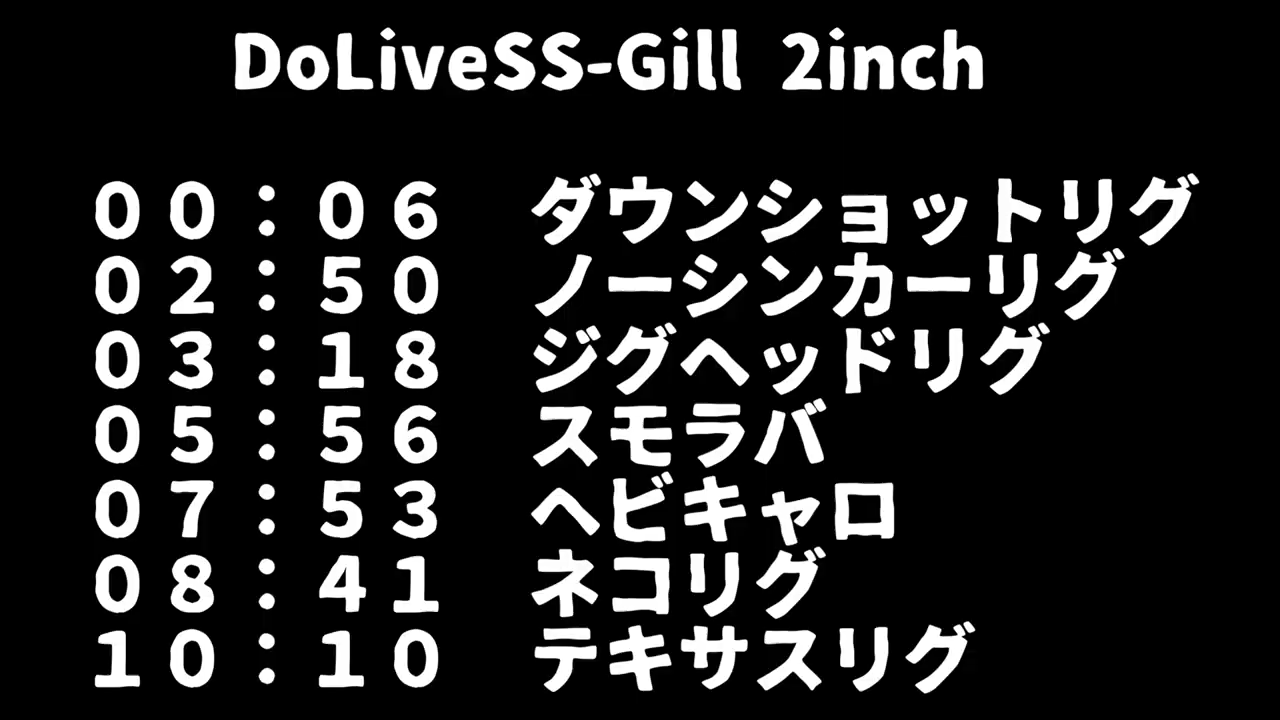 DoLiveSS-Gill 2inch
00:06 ダウンショットリグ
02:50 ノーシンカーリグ
03:18 ジグヘッドリグ
05:56 スモラバ
07:53 ヘビキャロ
08:41 ネコリグ
10:10 テキサスリグ